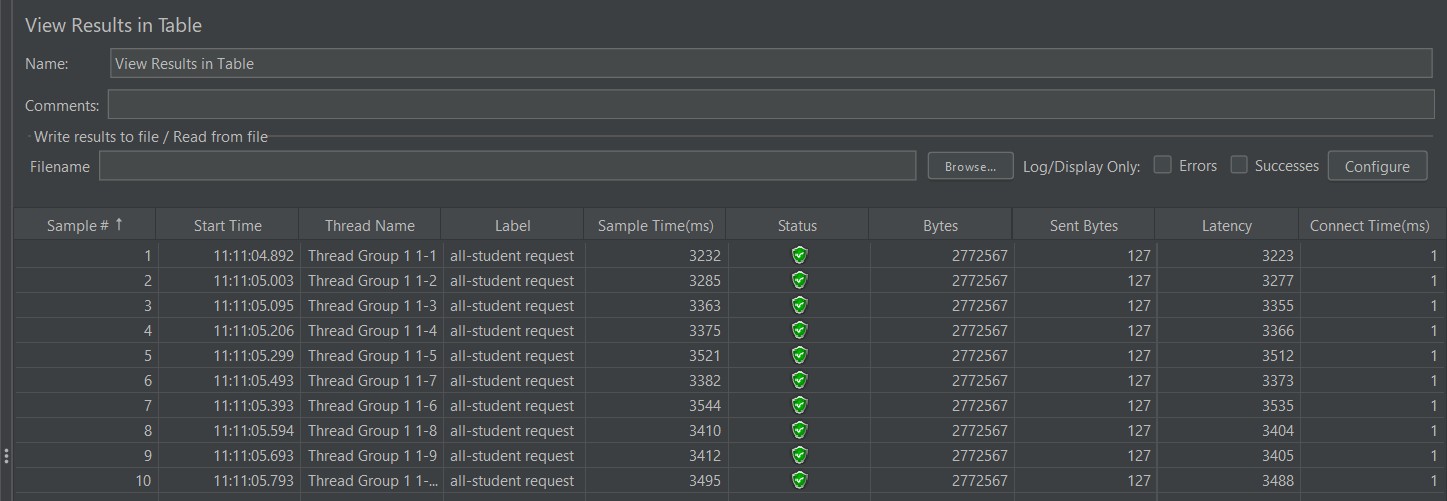 View Results in Table
Name: View Results in Table
Comments:
Write results to file / Read from file
Filename Browse... Log/Display Only: Errors Successes Configure
Sample # ↑ Start Time Thread Name Label Sample Time(ms) Status Bytes Sent Bytes Latency Connect Time(ms)
1 11:11:04.892 Thread Group 1 1-1 all-student request 3232 2772567 127 3223 1
2 11:11:05.003 Thread Group 1 1-2 all-student request 3285 2772567 127 3277 1
3 11:11:05.095 Thread Group 1 1-3 all-student request 3363 2772567 127 3355 1
4 11:11:05.206 Thread Group 1 1-4 all-student request 3375 2772567 127 3366 1
5 11:11:05.299 Thread Group 1 1-5 all-student request 3521 2772567 127 3512 1
6 11:11:05.493 Thread Group 1 1-7 all-student request 3382 2772567 127 3373 1
7 11:11:05.393 Thread Group 1 1-6 all-student request 3544 2772567 127 3535 1
8 11:11:05.594 Thread Group 1 1-8 all-student request 3410 2772567 127 3404 1
9 11:11:05.693 Thread Group 1 1-9 all-student request 3412 2772567 127 3405 1
10 11:11:05.793 Thread Group 1 1-... all-student request 3495 2772567 127 3488 1